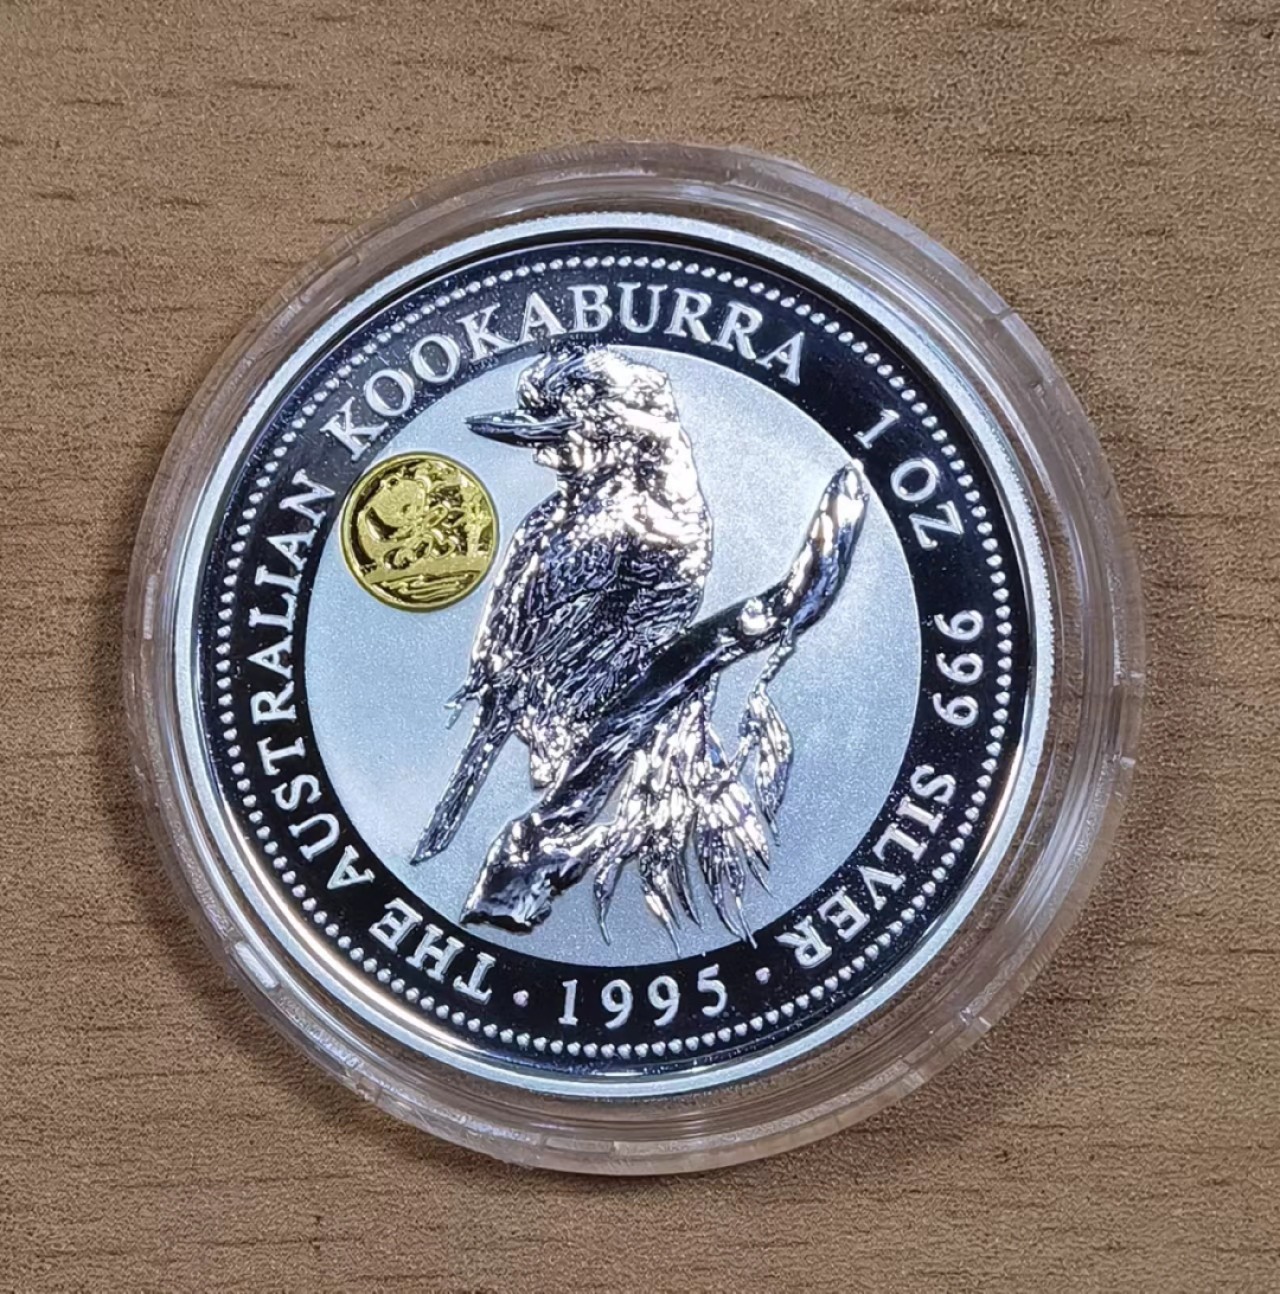 THE AUSTRALIAN KOOKABURRA 1 OZ 999 SILVER
· 1995 ·